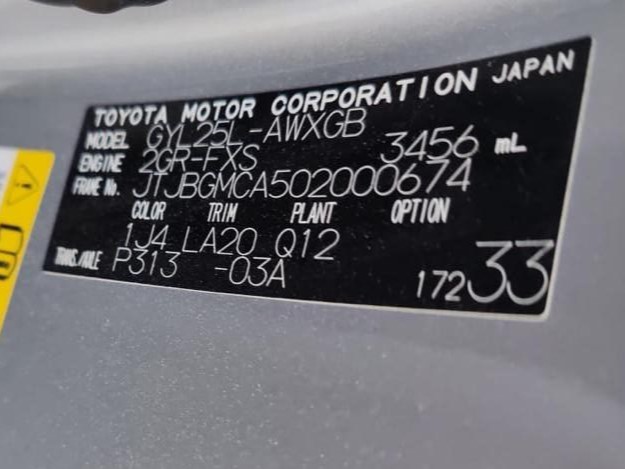 TOYOTA MOTOR CORPORATION JAPAN
MODEL GYL25L-AWXGB
ENGINE 2GR-FXS 3456 mL
FRAME No. JTJBGMCA502000674
COLOR TRIM PLANT OPTION
1J4 LA20 Q12
TRANS./AXLE P313 -03A
17233